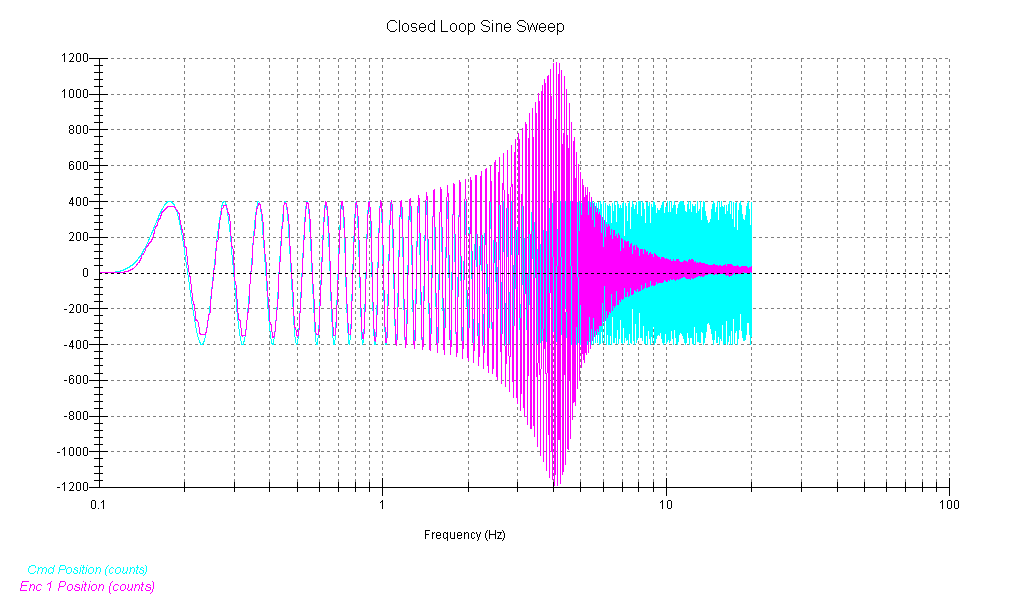 Closed Loop Sine Sweep
1200
1000
800
600
400
200
0
-200
-400
-600
-800
-1000
-1200
0.1 1 10 100
Frequency (Hz)
Cmd Position (counts)
Enc 1 Position (counts)